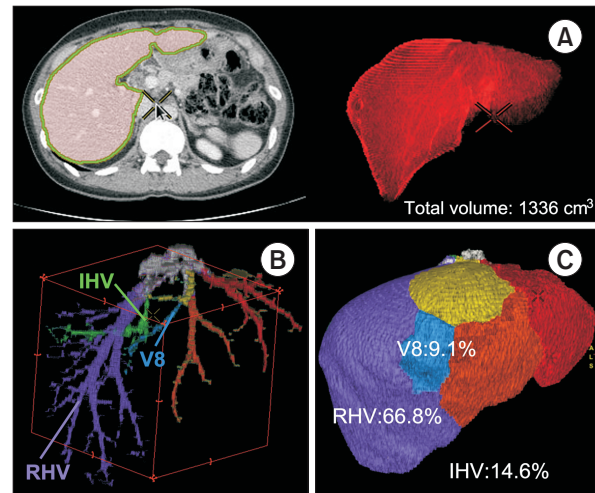 A
Total volume: 1336 cm³
B
IHV
V8
RHV
C
V8:9.1%
RHV:66.8%
IHV:14.6%
A
L
S